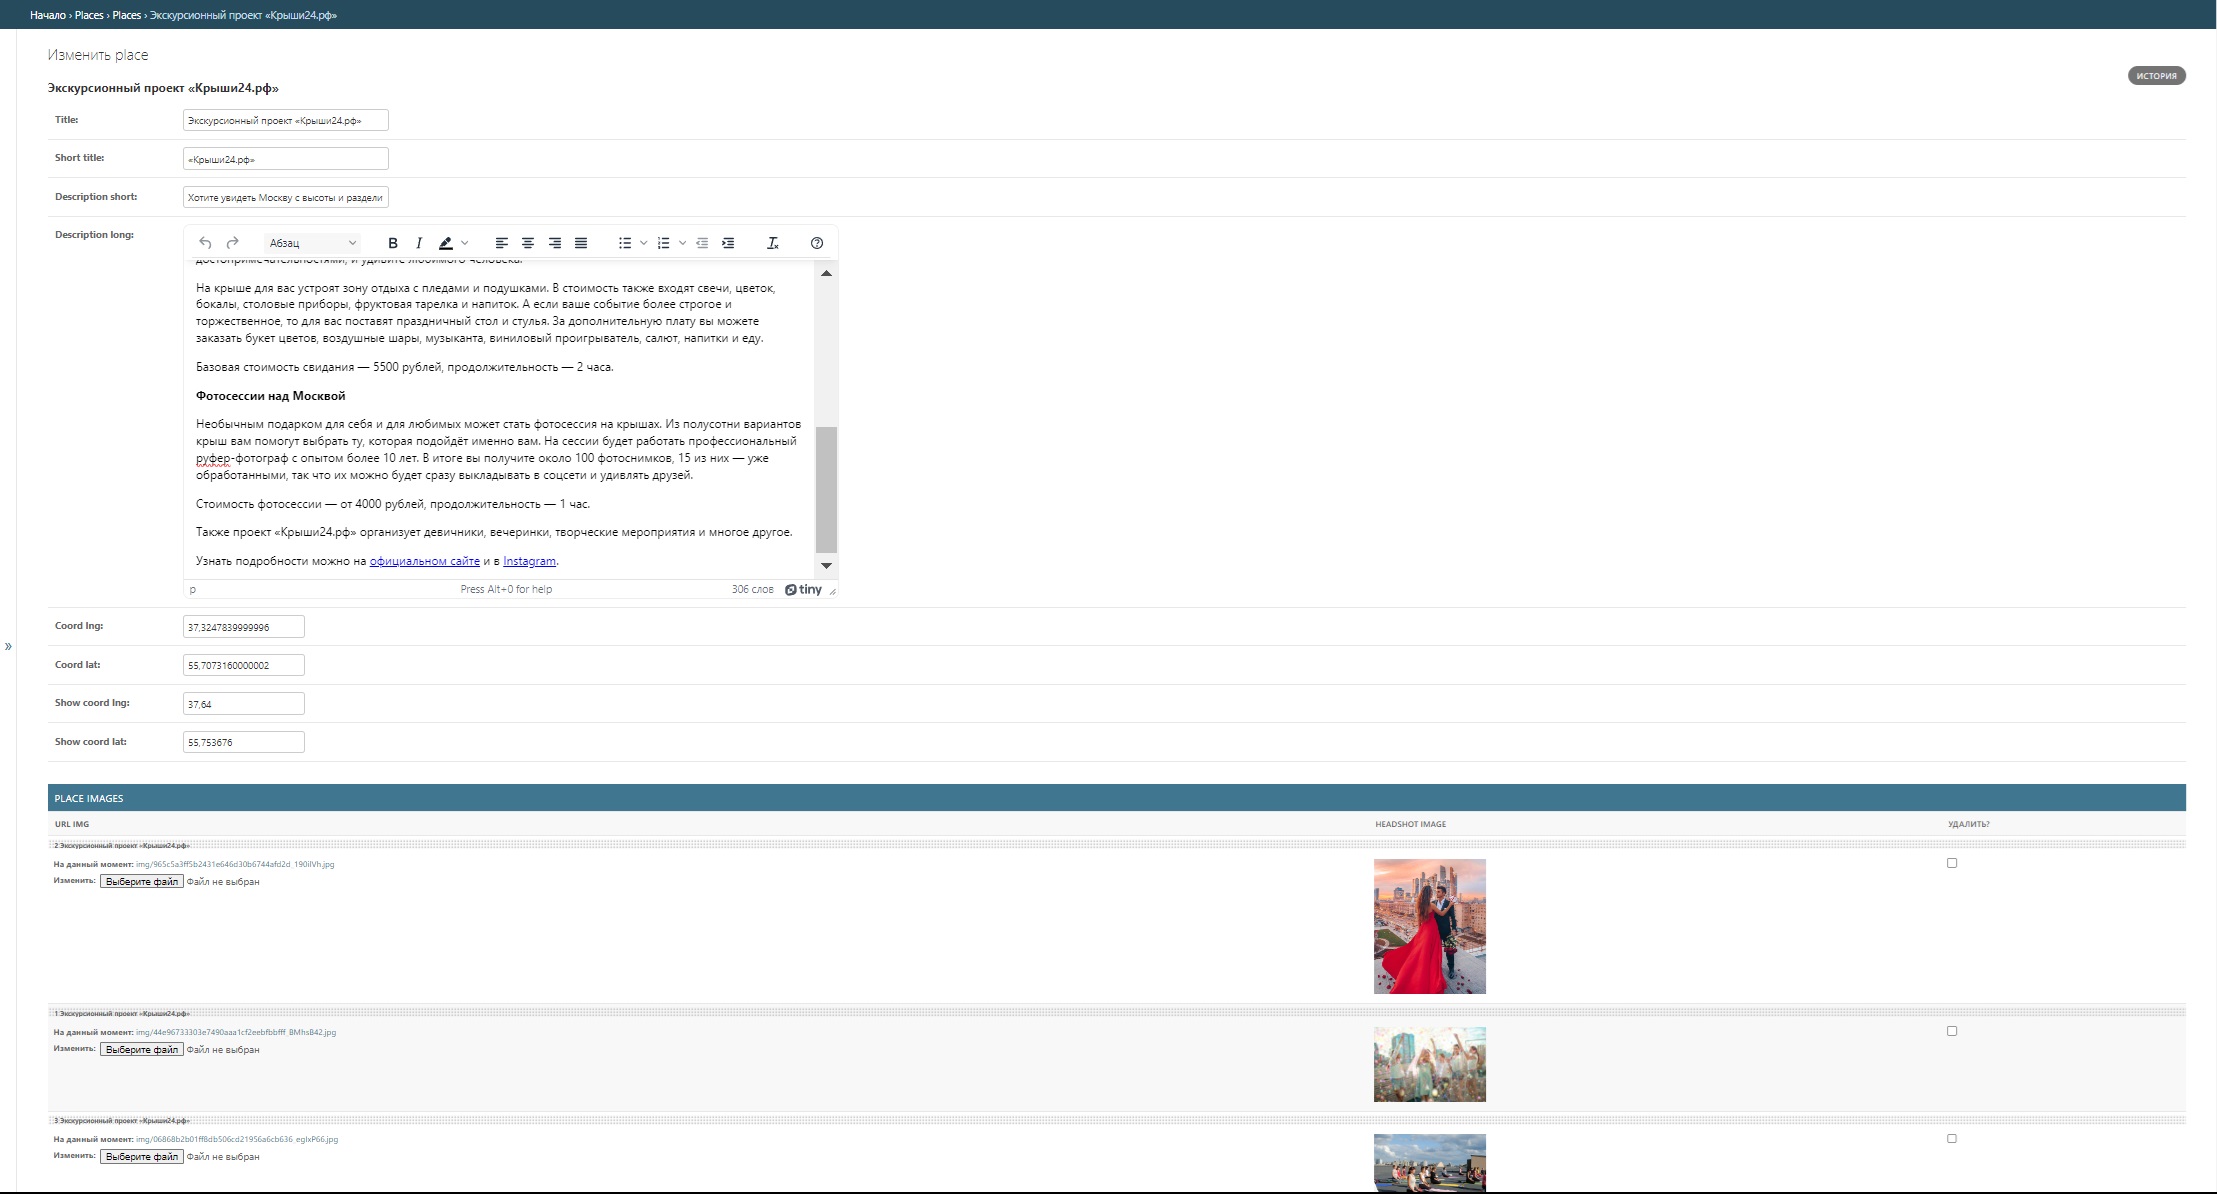 Начало › Places › Places › Экскурсионный проект «Крыши24.рф»
Изменить place
ИСТОРИЯ
Экскурсионный проект «Крыши24.рф»
Title: Экскурсионный проект «Крыши24.рф»
Short title: «Крыши24.рф»
Description short: Хотите увидеть Москву с высоты и раздели
Description long:
Абзац
достопримечательностями, и удивите любимого человека.
На крыше для вас устроят зону отдыха с пледами и подушками. В стоимость также входят свечи, цветок,
бокалы, столовые приборы, фруктовая тарелка и напиток. А если ваше событие более строгое и
торжественное, то для вас поставят праздничный стол и стулья. За дополнительную плату вы можете
заказать букет цветов, воздушные шары, музыканта, виниловый проигрыватель, салют, напитки и еду.
Базовая стоимость свидания — 5500 рублей, продолжительность — 2 часа.
Фотосессии над Москвой
Необычным подарком для себя и для любимых может стать фотосессия на крышах. Из полусотни вариантов
крыш вам помогут выбрать ту, которая подойдёт именно вам. На сессии будет работать профессиональный
руфер-фотограф с опытом более 10 лет. В итоге вы получите около 100 фотоснимков, 15 из них — уже
обработанными, так что их можно будет сразу выкладывать в соцсети и удивлять друзей.
Стоимость фотосессии — от 4000 рублей, продолжительность — 1 час.
Также проект «Крыши24.рф» организует девичники, вечеринки, творческие мероприятия и многое другое.
Узнать подробности можно на официальном сайте и в Instagram.
p Press Alt+0 for help 306 слов tiny
Coord lng: 37,3247839999996
»
Coord lat: 55,7073160000002
Show coord lng: 37,64
Show coord lat: 55,753676
PLACE IMAGES
URL IMG HEADSHOT IMAGE УДАЛИТЬ?
2 Экскурсионный проект «Крыши24.рф»
На данный момент: img/965c5a3ff5b2431e646d30b6744afd2d_190iIVh.jpg
Изменить: Выберите файл Файл не выбран
1 Экскурсионный проект «Крыши24.рф»
На данный момент: img/44e96733303e7490aaa1cf2eebfbbfff_BMhsB42.jpg
Изменить: Выберите файл Файл не выбран
3 Экскурсионный проект «Крыши24.рф»
На данный момент: img/06868b2b01ff8db506cd21956a6cb636_egIxP66.jpg
Изменить: Выберите файл Файл не выбран